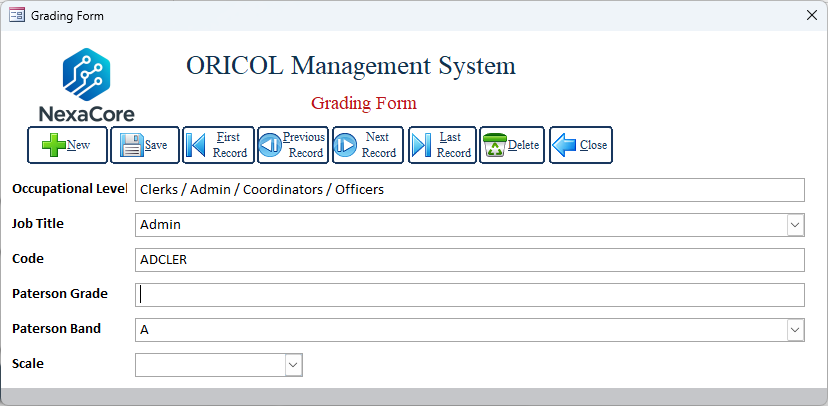 Grading Form
ORICOL Management System
NexaCore
Grading Form
New
Save
First Record
Previous Record
Next Record
Last Record
Delete
Close
Occupational Level
Clerks / Admin / Coordinators / Officers
Job Title
Admin
Code
ADCLER
Paterson Grade
Paterson Band
A
Scale